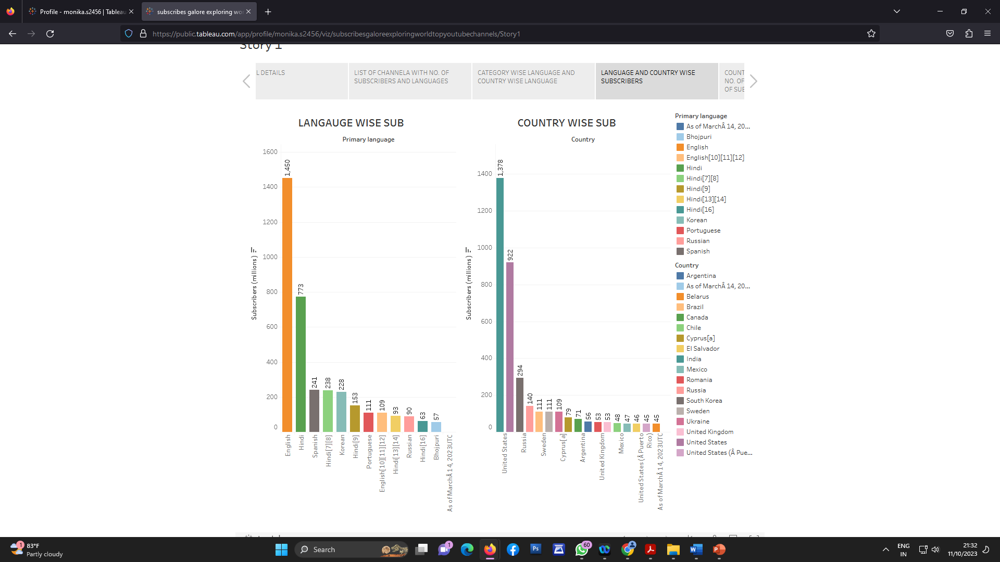 Profile - monika.s2456 | Tableau
subscribes galore exploring wor
https://public.tableau.com/app/profile/monika.s2456/viz/subscribesgaloreexploringworldtopyoutubechannels/Story1
Story 1
L DETAILS
LIST OF CHANNELA WITH NO. OF
SUBSCRIBERS AND LANGUAGES
CATEGORY WISE LANGUAGE AND
COUNTRY WISE LANGUAGE
LANGUAGE AND COUNTRY WISE
SUBSCRIBERS
COUNT
NO. OF
OF SUE
LANGAUGE WISE SUB
Primary language
Subscribers (millions)
1600
1400
1200
1000
800
600
400
200
0
1,450
773
241
238
228
153
111
109
93
90
63
57
English
Hindi
Spanish
Hindi[7][8]
Korean
Hindi[9]
Portuguese
English[10][11][12]
Hindi[13][14]
Russian
Hindi[16]
Bhojpuri
As of MarchÂ 14, 2023UTC
COUNTRY WISE SUB
Country
Subscribers (millions)
1400
1200
1000
800
600
400
200
0
1,378
922
294
140
111
111
109
79
71
56
53
53
48
47
46
45
45
United States
Russia
Sweden
Cyprus[a]
Argentina
United Kingdom
Mexico
United States (Â Puerto
Rico)
As of MarchÂ 14, 2023UTC
Primary language
As of MarchÂ 14, 20...
Bhojpuri
English
English[10][11][12]
Hindi
Hindi[7][8]
Hindi[9]
Hindi[13][14]
Hindi[16]
Korean
Portuguese
Russian
Spanish
Country
Argentina
As of MarchÂ 14, 20...
Belarus
Brazil
Canada
Chile
Cyprus[a]
El Salvador
India
Mexico
Romania
Russia
South Korea
Sweden
Ukraine
United Kingdom
United States
United States (Â Pue...
1
83°F
Partly cloudy
Search
1
Ps
60
ENG
IN
21:32
11/10/2023